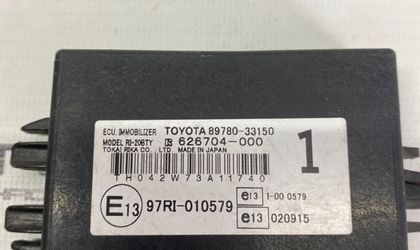 ECU, IMMOBILIZER TOYOTA 89780-33150
MODEL RI-20BTY 626704-000
TOKAI RIKA CO., LTD. MADE IN JAPAN
1
TH042W73A11740
E13 97RI-010579
e13 I-00 0579
e13 020915